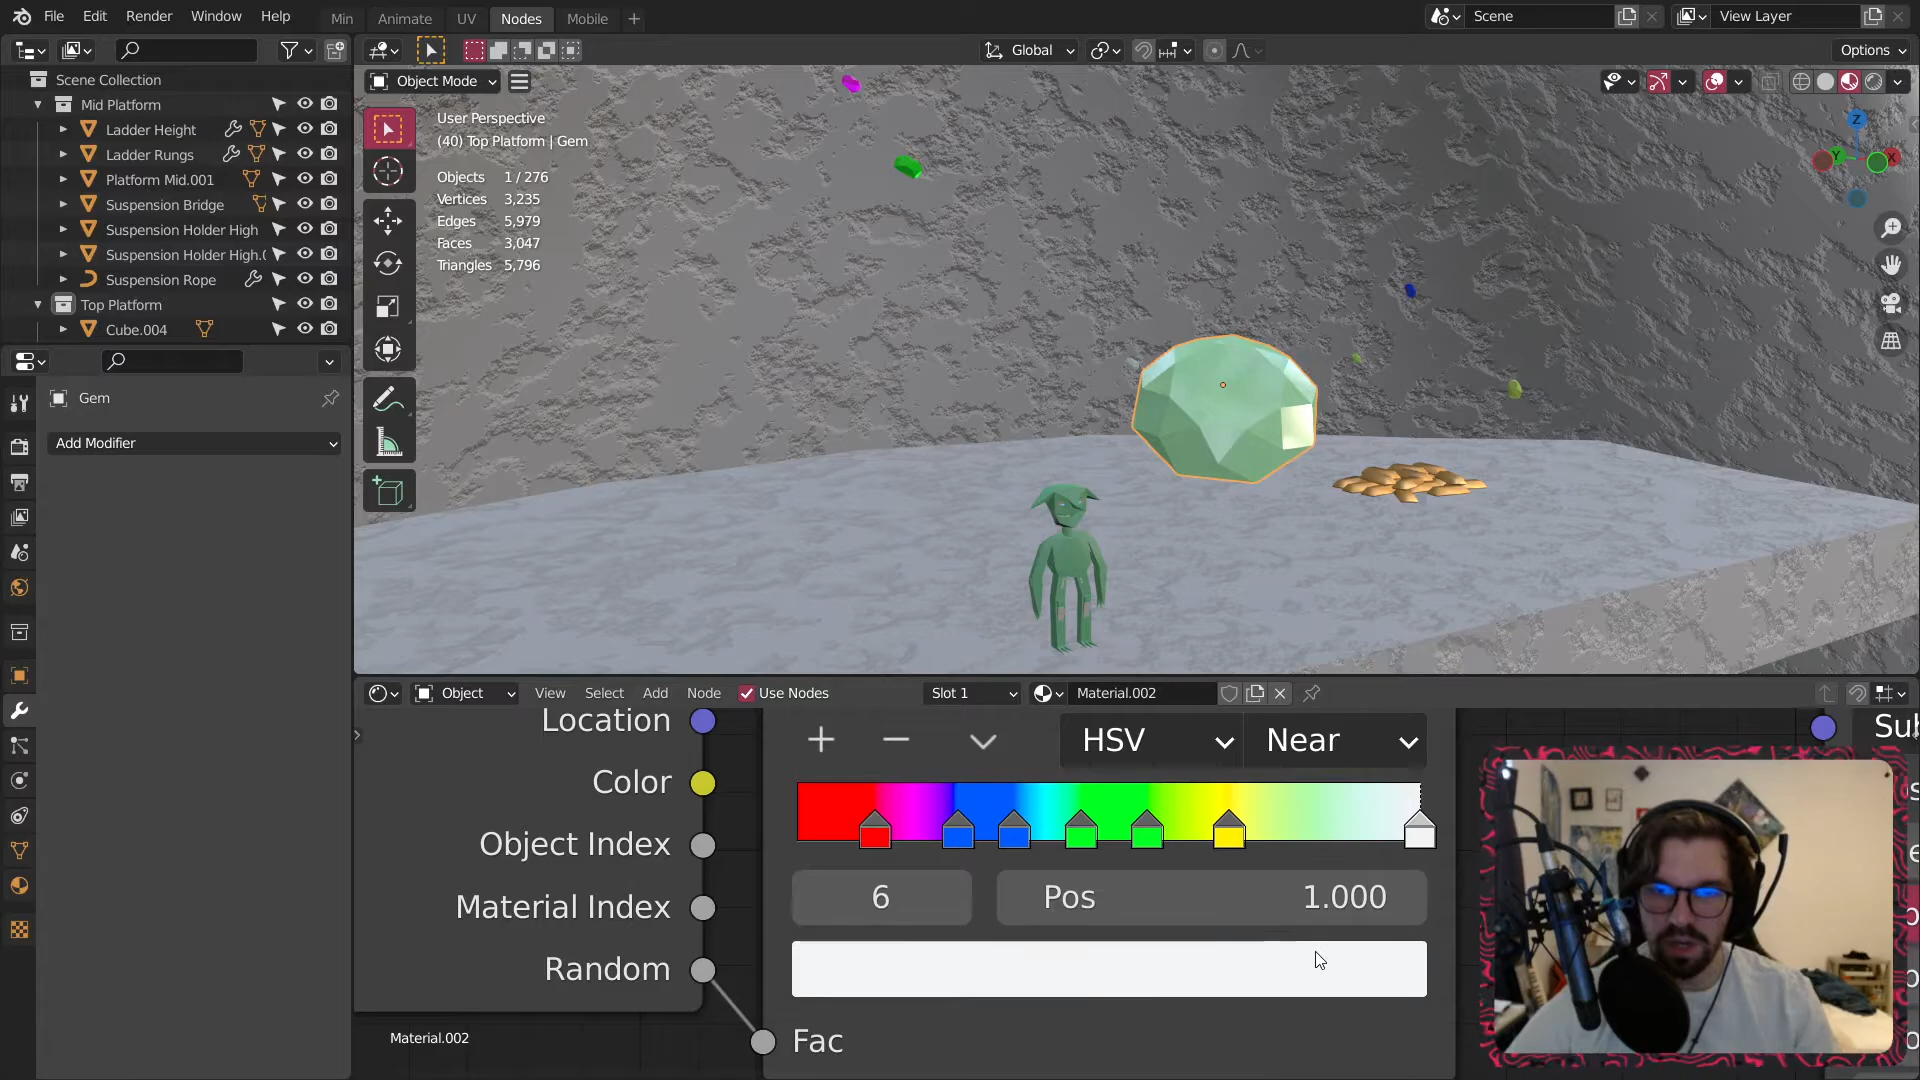 File Edit Render Window Help Min Animate UV Nodes Mobile + Scene View Layer
Global Options
Scene Collection
Object Mode
Mid Platform
User Perspective
Ladder Height
(40) Top Platform | Gem
Ladder Rungs
Objects 1 / 276
Platform Mid.001
Vertices 3,235
Suspension Bridge
Edges 5,979
Suspension Holder High
Faces 3,047
Suspension Holder High.0
Triangles 5,796
Suspension Rope
Top Platform
Cube.004
Z
Y
X
Gem
Add Modifier
Object View Select Add Node Use Nodes Slot 1 Material.002
Location
HSV Near
Color
Object Index
Material Index
6 Pos 1.000
Random
Fac
Material.002
Su